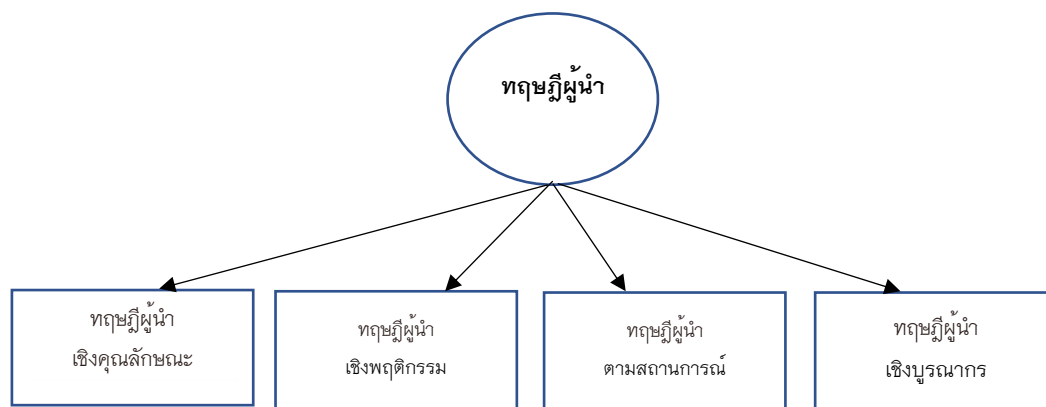 ทฤษฎีผู้นำ
ทฤษฎีผู้นำ
เชิงคุณลักษณะ
ทฤษฎีผู้นำ
เชิงพฤติกรรม
ทฤษฎีผู้นำ
ตามสถานการณ์
ทฤษฎีผู้นำ
เชิงบูรณากร